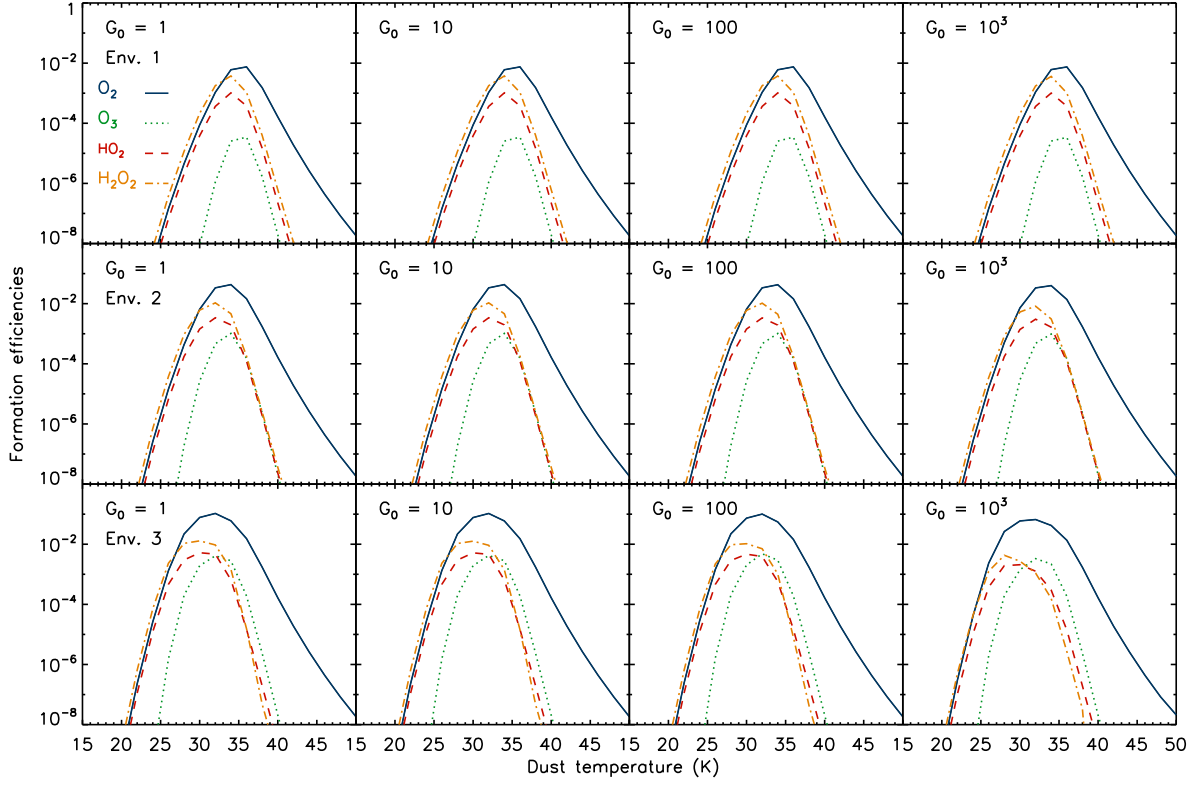 G₀ = 1
G₀ = 10
G₀ = 100
G₀ = 10³
Env. 1
O₂
O₃
HO₂
H₂O₂
1
10⁻²
10⁻⁴
10⁻⁶
10⁻⁸
G₀ = 1
G₀ = 10
G₀ = 100
G₀ = 10³
Env. 2
10⁻²
10⁻⁴
10⁻⁶
10⁻⁸
Formation efficiencies
G₀ = 1
G₀ = 10
G₀ = 100
G₀ = 10³
Env. 3
10⁻²
10⁻⁴
10⁻⁶
10⁻⁸
15 20 25 30 35 40 45 15 20 25 30 35 40 45 15 20 25 30 35 40 45 15 20 25 30 35 40 45 50
Dust temperature (K)